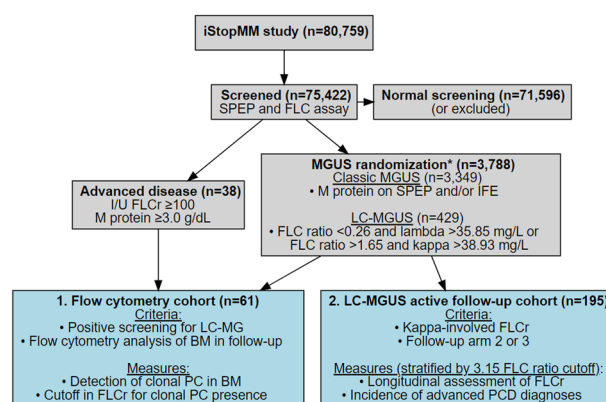 iStopMM study (n=80,759)
Screened (n=75,422)
SPEP and FLC assay
Normal screening (n=71,596)
(or excluded)
Advanced disease (n=38)
I/U FLCr ≥100
M protein ≥3.0 g/dL
MGUS randomization* (n=3,788)
Classic MGUS (n=3,349)
• M protein on SPEP and/or IFE
LC-MGUS (n=429)
• FLC ratio <0.26 and lambda >35.85 mg/L or
FLC ratio >1.65 and kappa >38.93 mg/L
1. Flow cytometry cohort (n=61)
Criteria:
• Positive screening for LC-MG
• Flow cytometry analysis of BM in follow-up
Measures:
• Detection of clonal PC in BM
• Cutoff in FLCr for clonal PC presence
2. LC-MGUS active follow-up cohort (n=195)
Criteria:
• Kappa-involved FLCr
• Follow-up arm 2 or 3
Measures (stratified by 3.15 FLC ratio cutoff):
• Longitudinal assessment of FLCr
• Incidence of advanced PCD diagnoses